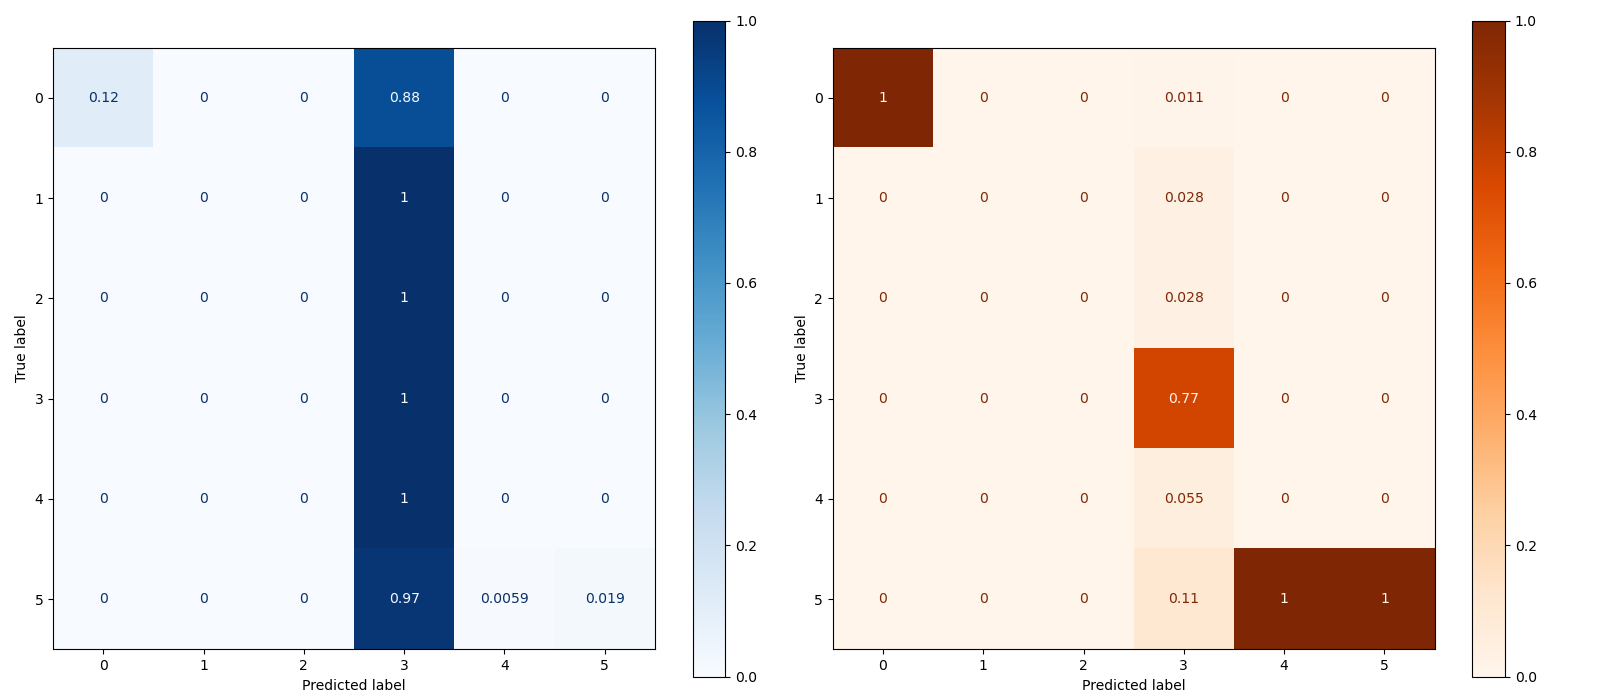 1.0
0 0.12 0 0 0.88 0 0
0.8
1 0 0 0 1 0 0
0.6
2 0 0 0 1 0 0
True label
3 0 0 0 1 0 0
0.4
4 0 0 0 1 0 0
0.2
5 0 0 0 0.97 0.0059 0.019
0 1 2 3 4 5
0.0
Predicted label
1.0
0 1 0 0 0.011 0 0
0.8
1 0 0 0 0.028 0 0
0.6
2 0 0 0 0.028 0 0
True label
3 0 0 0 0.77 0 0
0.4
4 0 0 0 0.055 0 0
0.2
5 0 0 0 0.11 1 1
0 1 2 3 4 5
0.0
Predicted label